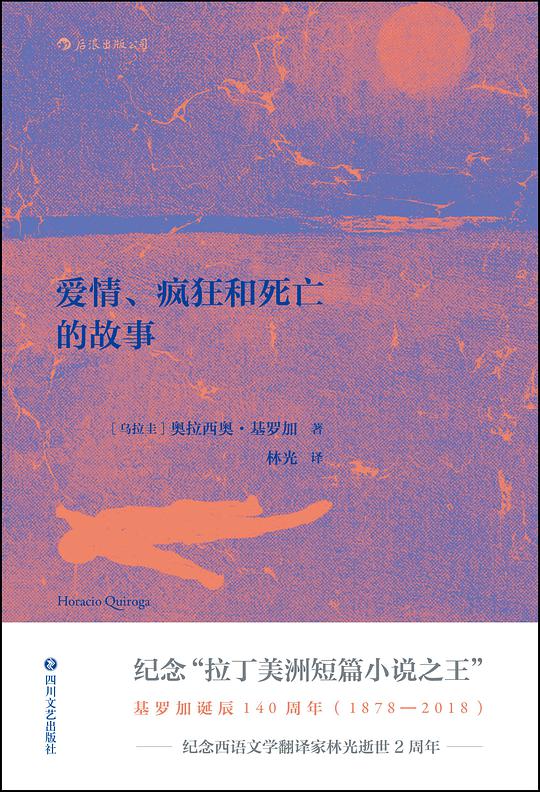 后浪出版公司
爱情、疯狂和死亡
的故事
[乌拉圭]奥拉西奥·基罗加 著
林光 译
Horacio Quiroga
四川文艺出版社
纪念“拉丁美洲短篇小说之王”
基罗加诞辰140周年(1878—2018)
纪念西语文学翻译家林光逝世2周年